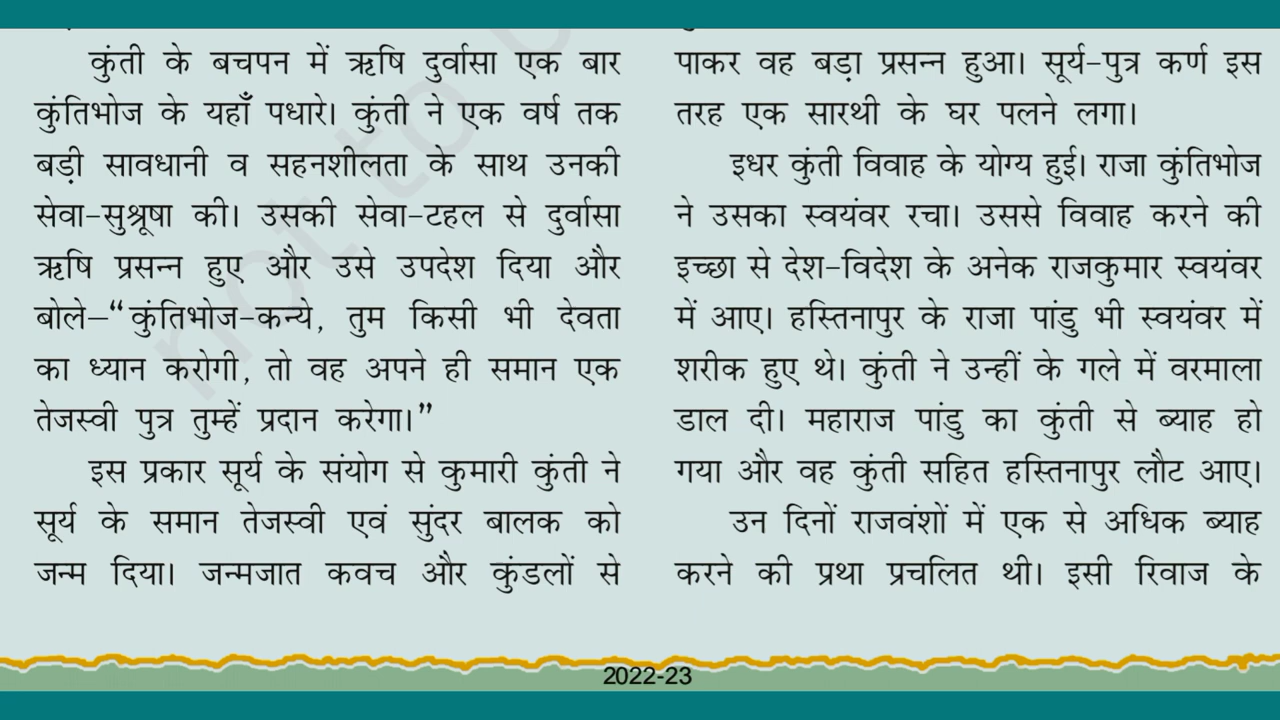 कुंती के बचपन में ऋषि दुर्वासा एक बार
कुंतिभोज के यहाँ पधारे। कुंती ने एक वर्ष तक
बड़ी सावधानी व सहनशीलता के साथ उनकी
सेवा-सुश्रूषा की। उसकी सेवा-टहल से दुर्वासा
ऋषि प्रसन्न हुए और उसे उपदेश दिया और
बोले—“कुंतिभोज-कन्ये, तुम किसी भी देवता
का ध्यान करोगी, तो वह अपने ही समान एक
तेजस्वी पुत्र तुम्हें प्रदान करेगा।”
इस प्रकार सूर्य के संयोग से कुमारी कुंती ने
सूर्य के समान तेजस्वी एवं सुंदर बालक को
जन्म दिया। जन्मजात कवच और कुंडलों से
पाकर वह बड़ा प्रसन्न हुआ। सूर्य-पुत्र कर्ण इस
तरह एक सारथी के घर पलने लगा।
इधर कुंती विवाह के योग्य हुई। राजा कुंतिभोज
ने उसका स्वयंवर रचा। उससे विवाह करने की
इच्छा से देश-विदेश के अनेक राजकुमार स्वयंवर
में आए। हस्तिनापुर के राजा पांडु भी स्वयंवर में
शरीक हुए थे। कुंती ने उन्हीं के गले में वरमाला
डाल दी। महाराज पांडु का कुंती से ब्याह हो
गया और वह कुंती सहित हस्तिनापुर लौट आए।
उन दिनों राजवंशों में एक से अधिक ब्याह
करने की प्रथा प्रचलित थी। इसी रिवाज के
not to
2022-23